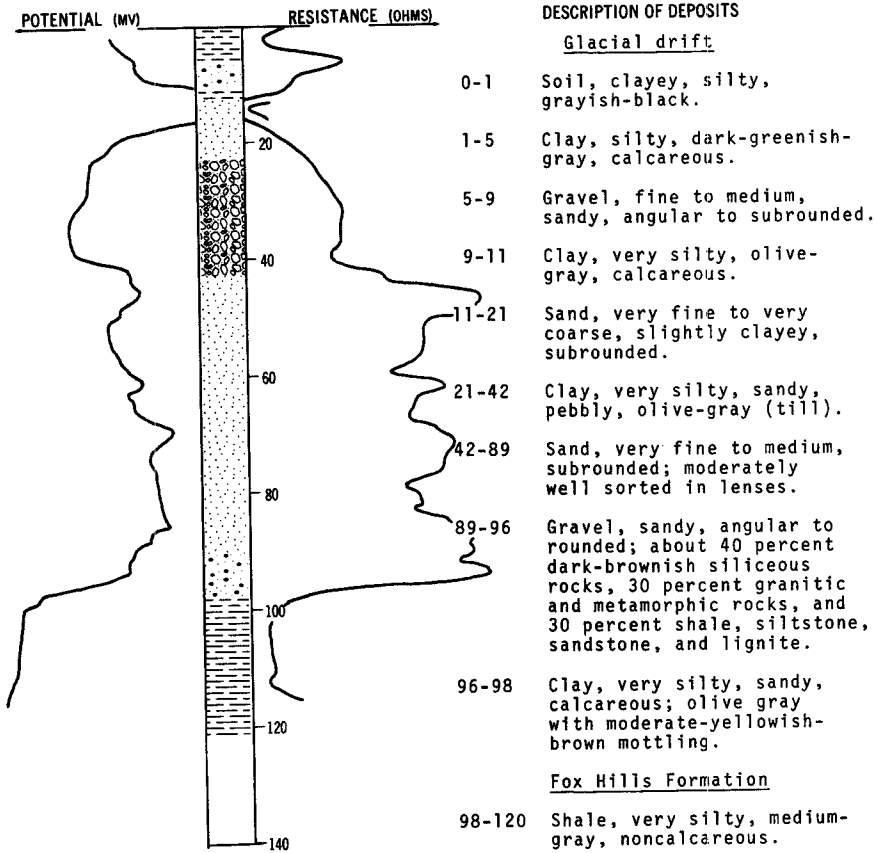 POTENTIAL (MV)
RESISTANCE (OHMS)
20
40
60
80
100
120
140
DESCRIPTION OF DEPOSITS
Glacial drift
0-1 Soil, clayey, silty,
grayish-black.
1-5 Clay, silty, dark-greenish-
gray, calcareous.
5-9 Gravel, fine to medium,
sandy, angular to subrounded.
9-11 Clay, very silty, olive-
gray, calcareous.
11-21 Sand, very fine to very
coarse, slightly clayey,
subrounded.
21-42 Clay, very silty, sandy,
pebbly, olive-gray (till).
42-89 Sand, very fine to medium,
subrounded; moderately
well sorted in lenses.
89-96 Gravel, sandy, angular to
rounded; about 40 percent
dark-brownish siliceous
rocks, 30 percent granitic
and metamorphic rocks, and
30 percent shale, siltstone,
sandstone, and lignite.
96-98 Clay, very silty, sandy,
calcareous; olive gray
with moderate-yellowish-
brown mottling.
Fox Hills Formation
98-120 Shale, very silty, medium-
gray, noncalcareous.